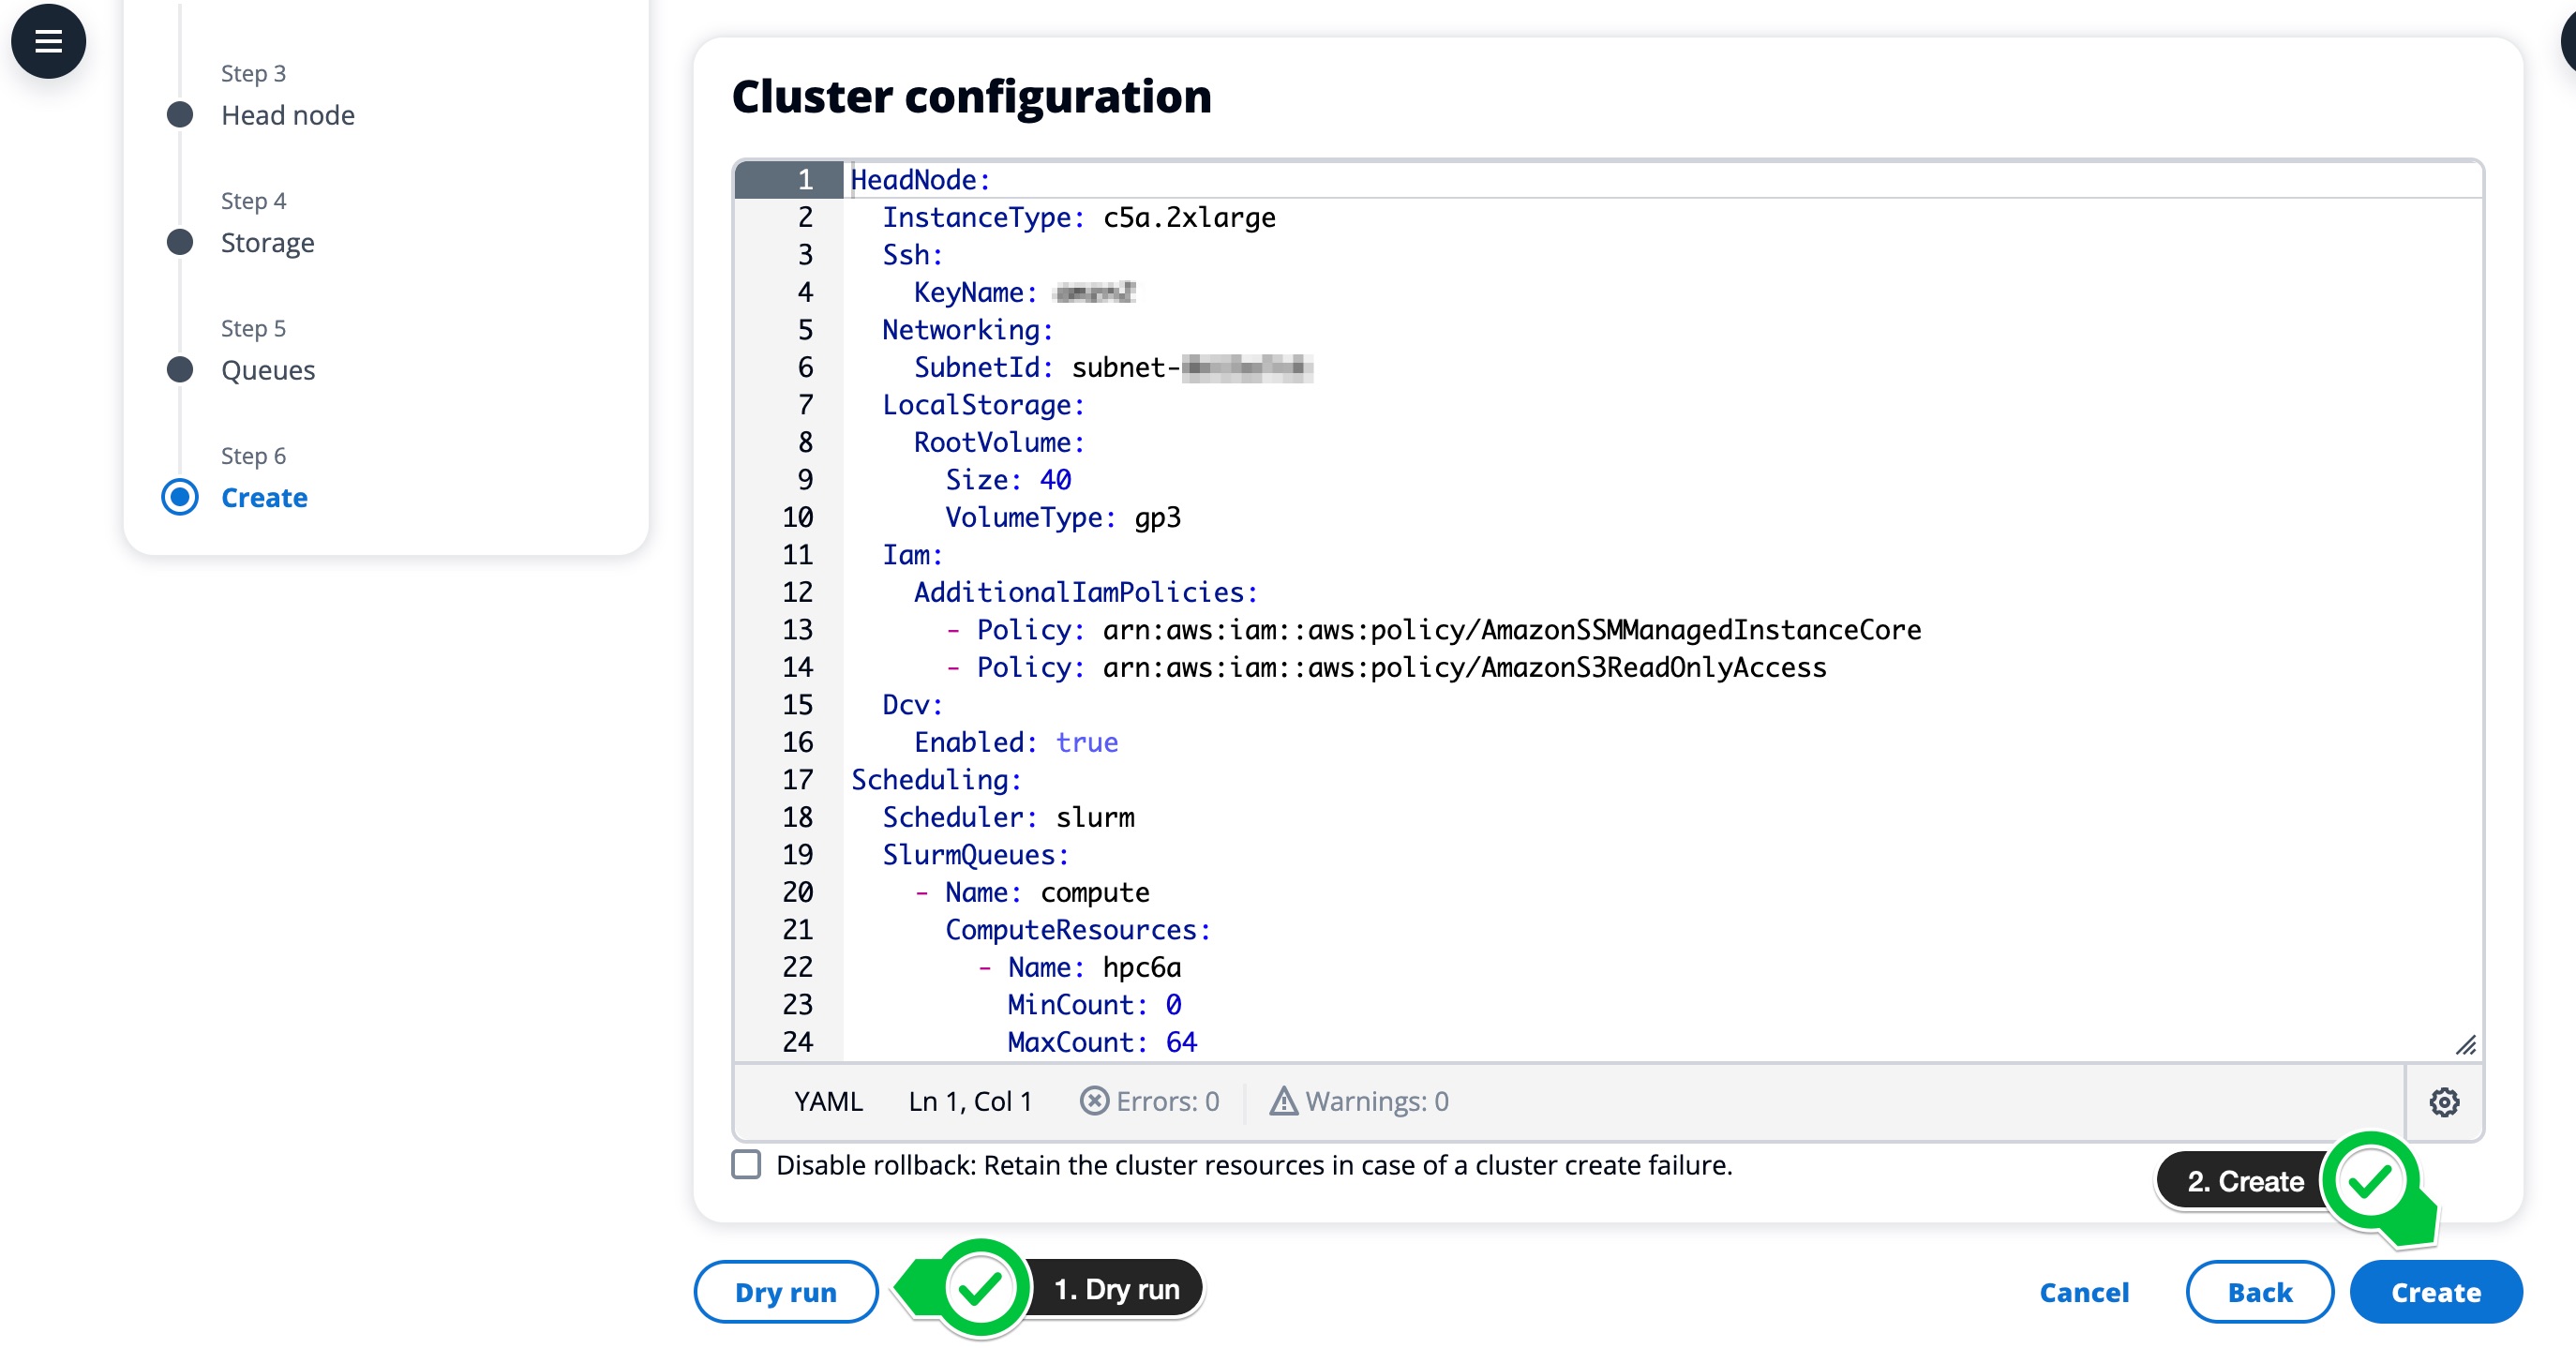 Step 3
Head node
Step 4
Storage
Step 5
Queues
Step 6
Create
Cluster configuration
1 HeadNode:
2 InstanceType: c5a.2xlarge
3 Ssh:
4 KeyName:
5 Networking:
6 SubnetId: subnet-
7 LocalStorage:
8 RootVolume:
9 Size: 40
10 VolumeType: gp3
11 Iam:
12 AdditionalIamPolicies:
13 - Policy: arn:aws:iam::aws:policy/AmazonSSMManagedInstanceCore
14 - Policy: arn:aws:iam::aws:policy/AmazonS3ReadOnlyAccess
15 Dcv:
16 Enabled: true
17 Scheduling:
18 Scheduler: slurm
19 SlurmQueues:
20 - Name: compute
21 ComputeResources:
22 - Name: hpc6a
23 MinCount: 0
24 MaxCount: 64
YAML Ln 1, Col 1 Errors: 0 Warnings: 0
Disable rollback: Retain the cluster resources in case of a cluster create failure.
2. Create
Dry run
1. Dry run
Cancel
Back
Create